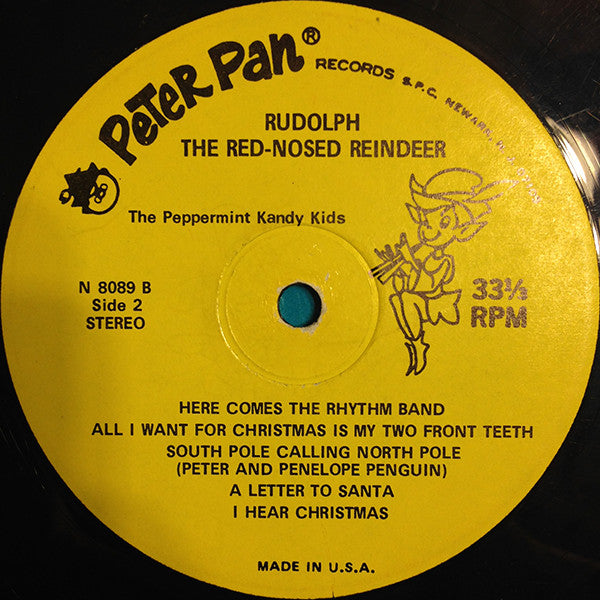 PETER PAN®
RECORDS S.P.C. NEWARK, N.J.
RUDOLPH
THE RED-NOSED REINDEER
The Peppermint Kandy Kids
N 8089 B
Side 2
STEREO
33⅓
RPM
HERE COMES THE RHYTHM BAND
ALL I WANT FOR CHRISTMAS IS MY TWO FRONT TEETH
SOUTH POLE CALLING NORTH POLE
(PETER AND PENELOPE PENGUIN)
A LETTER TO SANTA
I HEAR CHRISTMAS
MADE IN U.S.A.